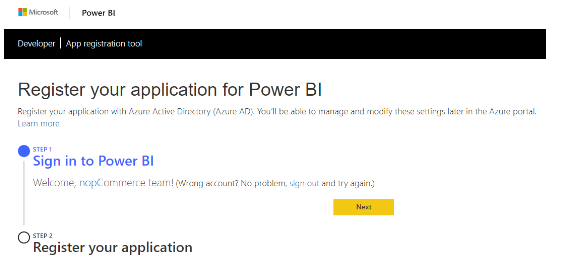 Microsoft Power BI
Developer App registration tool
Register your application for Power BI
Register your application with Azure Active Directory (Azure AD). You'll be able to manage and modify these settings later in the Azure portal.
Learn more
STEP 1
Sign in to Power BI
Welcome, nopCommerce team! (Wrong account? No problem, sign out and try again.)
Next
STEP 2
Register your application